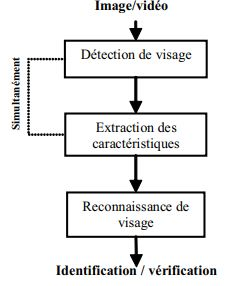 Image/vidéo
Détection de visage
Simultanément
Extraction des
caractéristiques
Reconnaissance de
visage
Identification / vérification